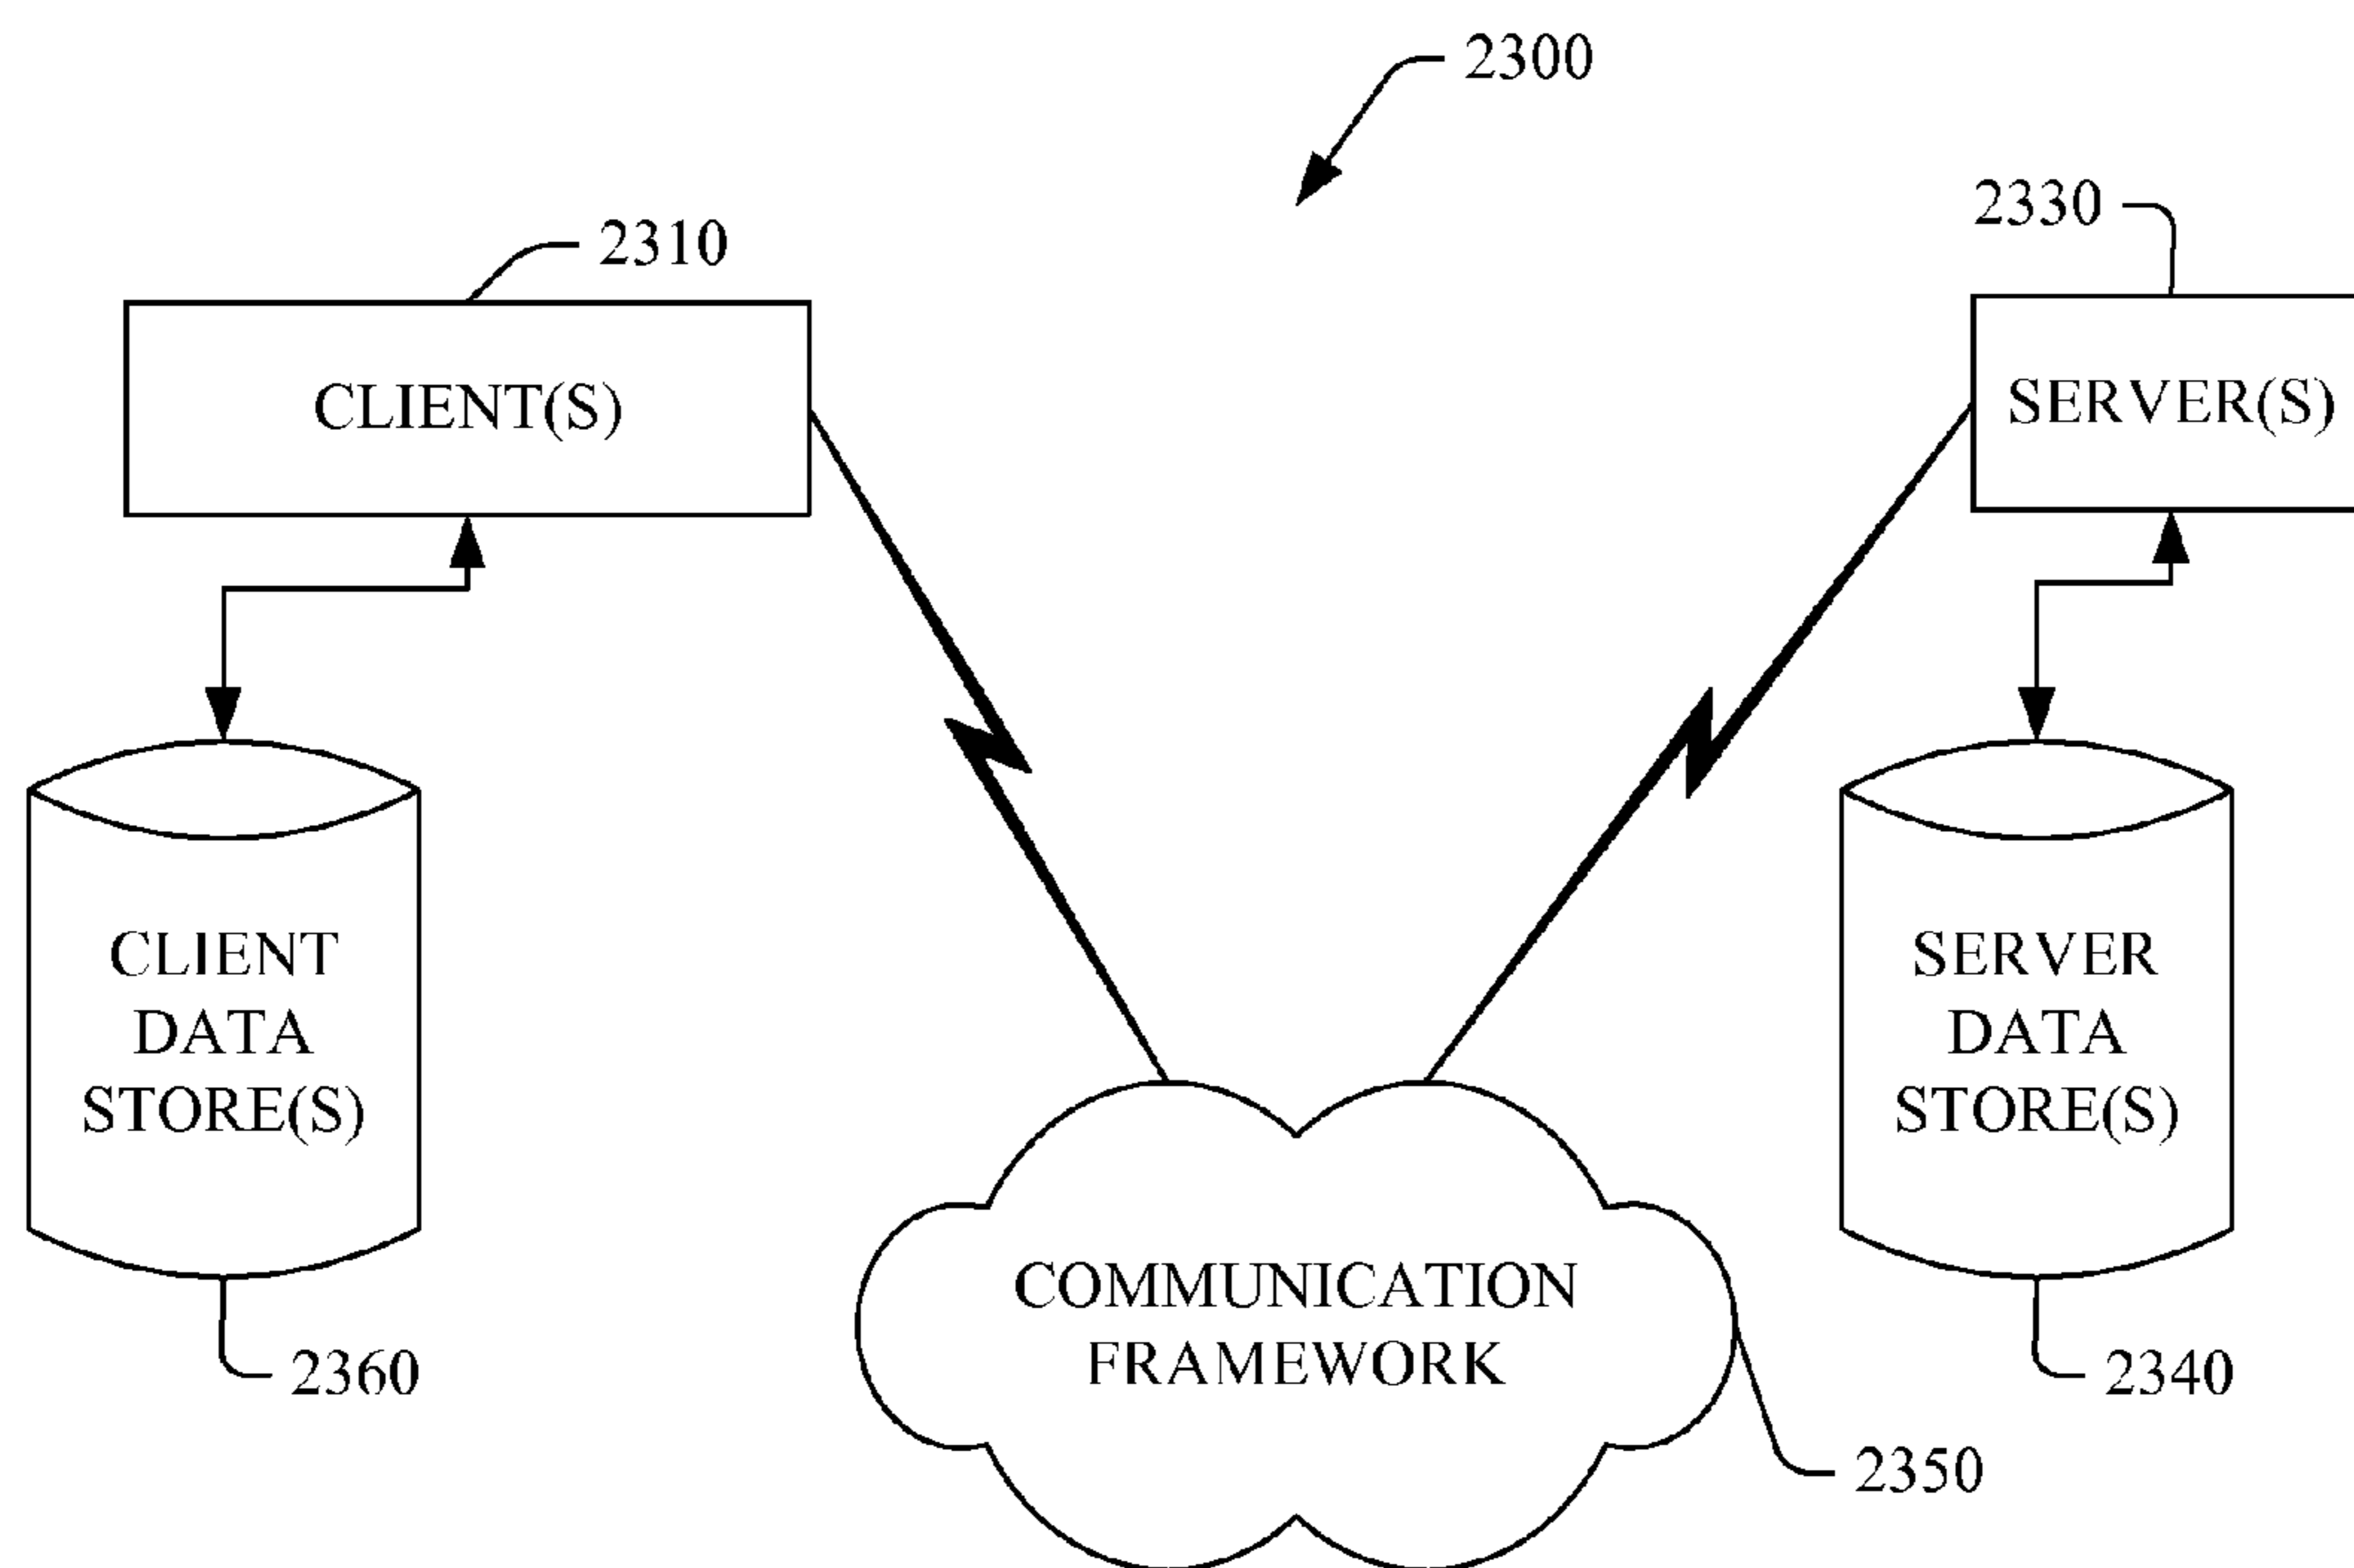 2300
2330
2310
CLIENT(S)
SERVER(S)
CLIENT
DATA
STORE(S)
SERVER
DATA
STORE(S)
COMMUNICATION
FRAMEWORK
2360
2340
2350